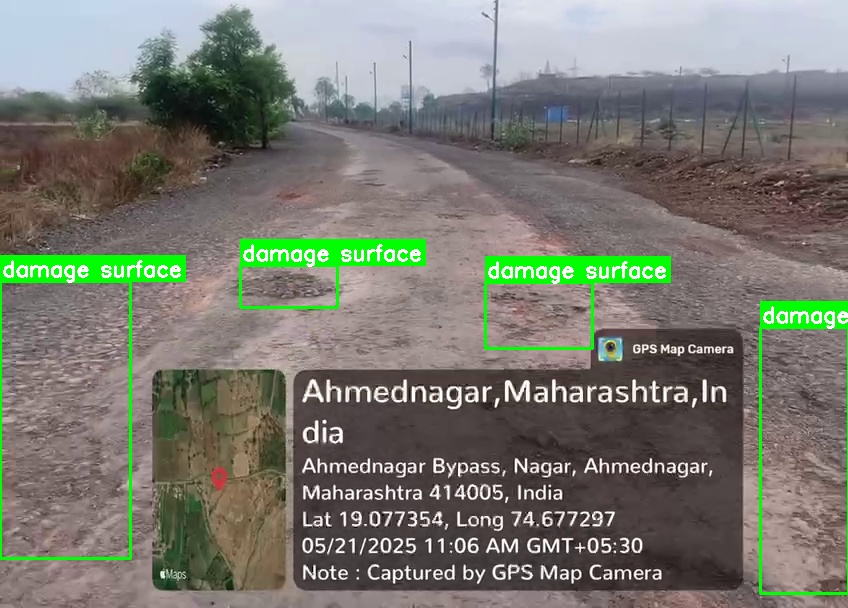 damage surface
damage surface
damage surface
damage
GPS Map Camera
Ahmednagar,Maharashtra,In
dia
Ahmednagar Bypass, Nagar, Ahmednagar,
Maharashtra 414005, India
Lat 19.077354, Long 74.677297
05/21/2025 11:06 AM GMT+05:30
Note : Captured by GPS Map Camera
Maps